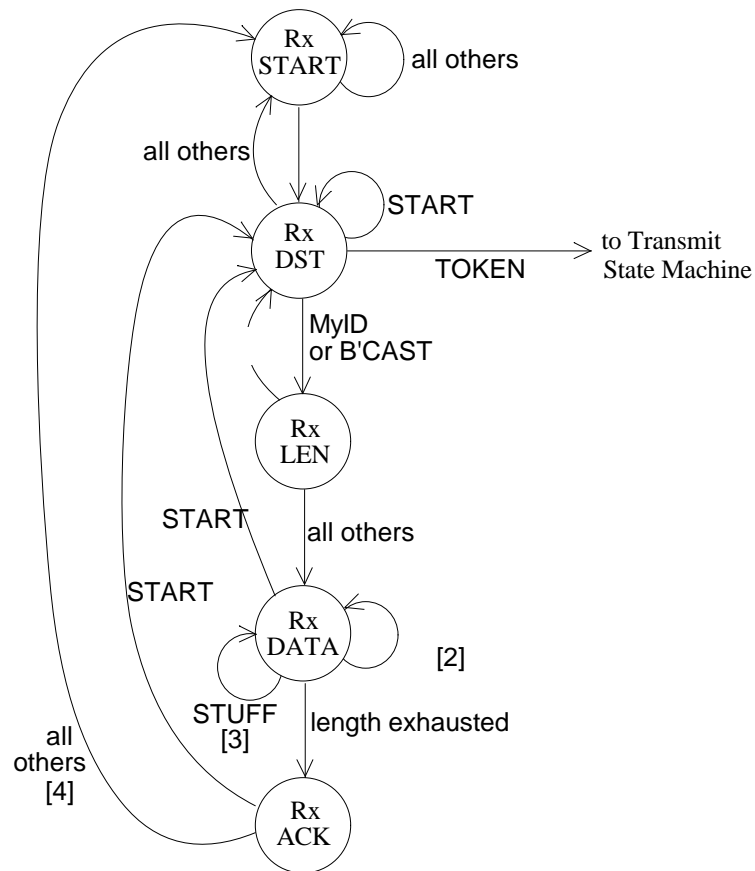 Rx
START
all others
all others
START
Rx
DST
to Transmit
State Machine
TOKEN
MyID
or B'CAST
Rx
LEN
START
all others
START
Rx
DATA
[2]
STUFF
[3]
length exhausted
all
others
[4]
Rx
ACK